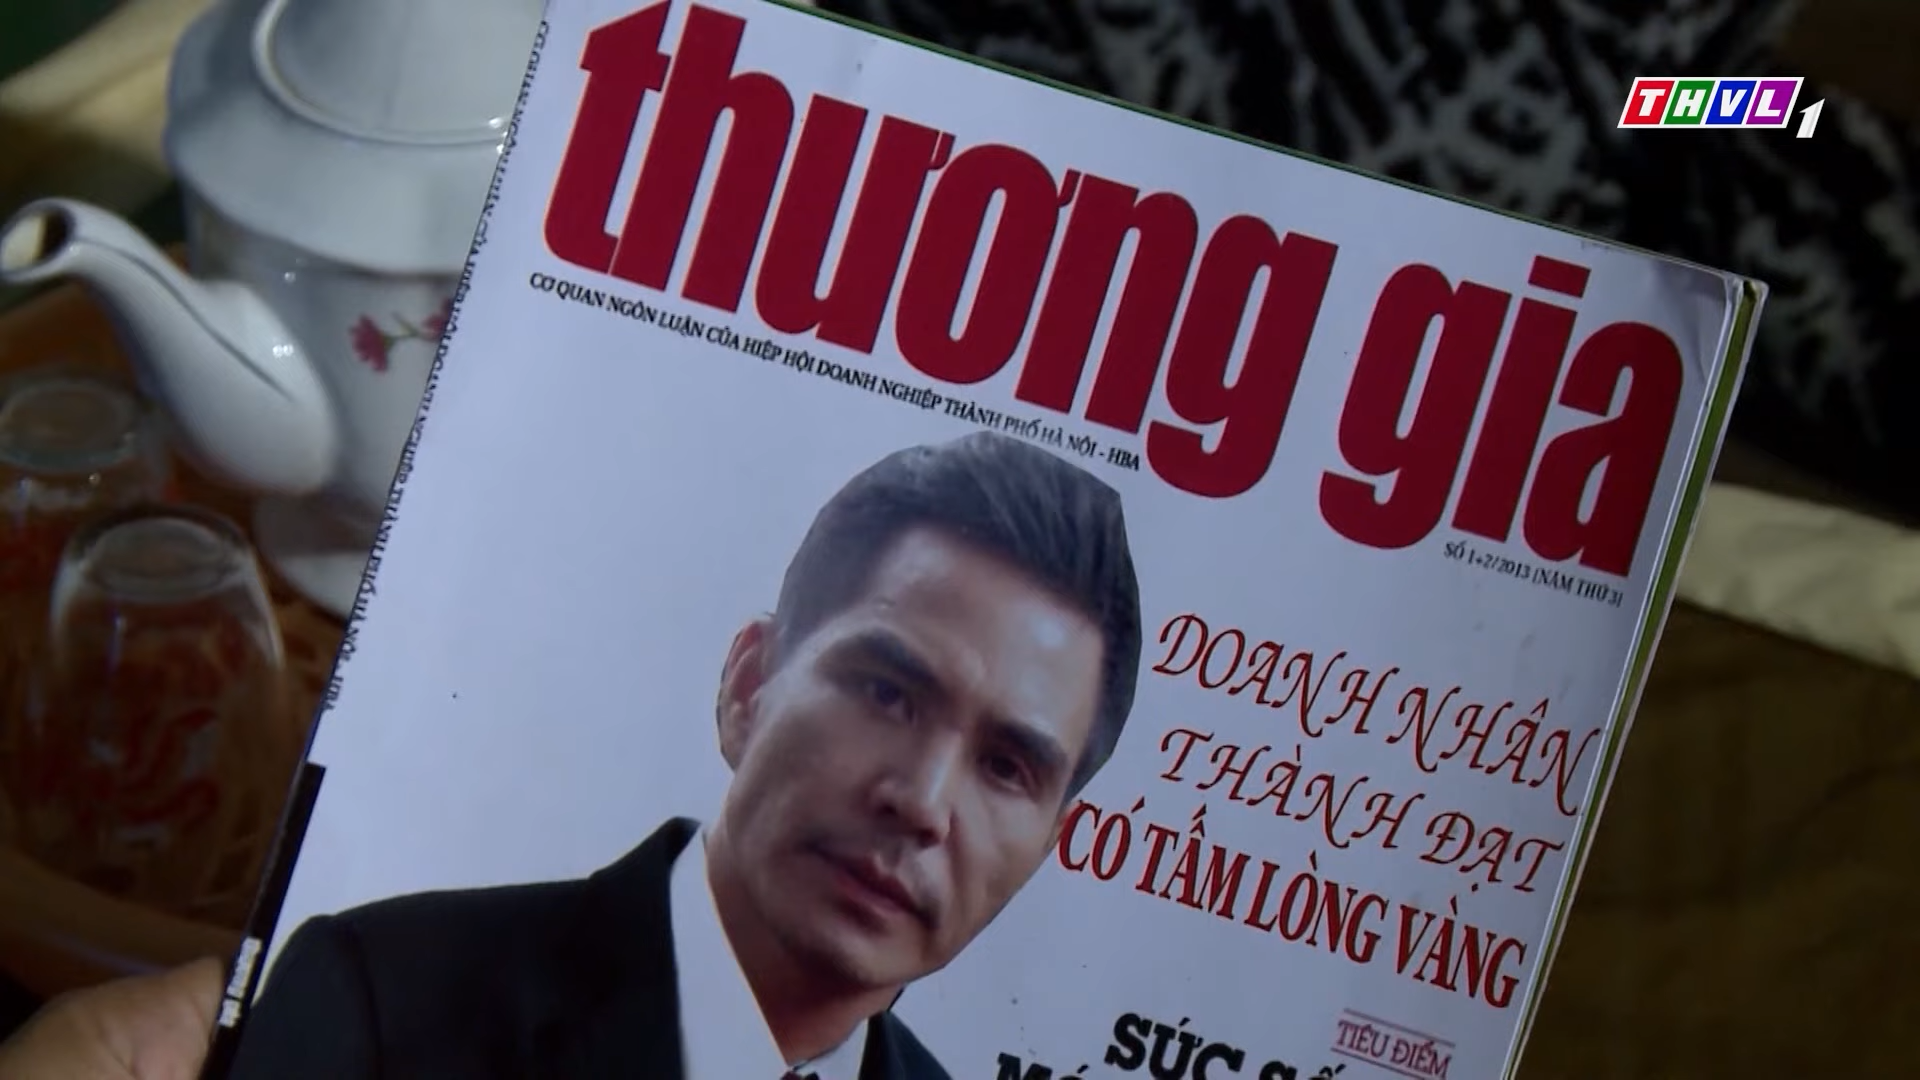 THVL1
thương gia
CƠ QUAN NGÔN LUẬN CỦA HIỆP HỘI DOANH NGHIỆP THÀNH PHỐ HÀ NỘI - HBA
SỐ 1+2/2013 [NĂM THỨ 3]
DOANH NHÂN
THÀNH ĐẠT
CÓ TẤM LÒNG VÀNG
TIÊU ĐIỂM
SỨC